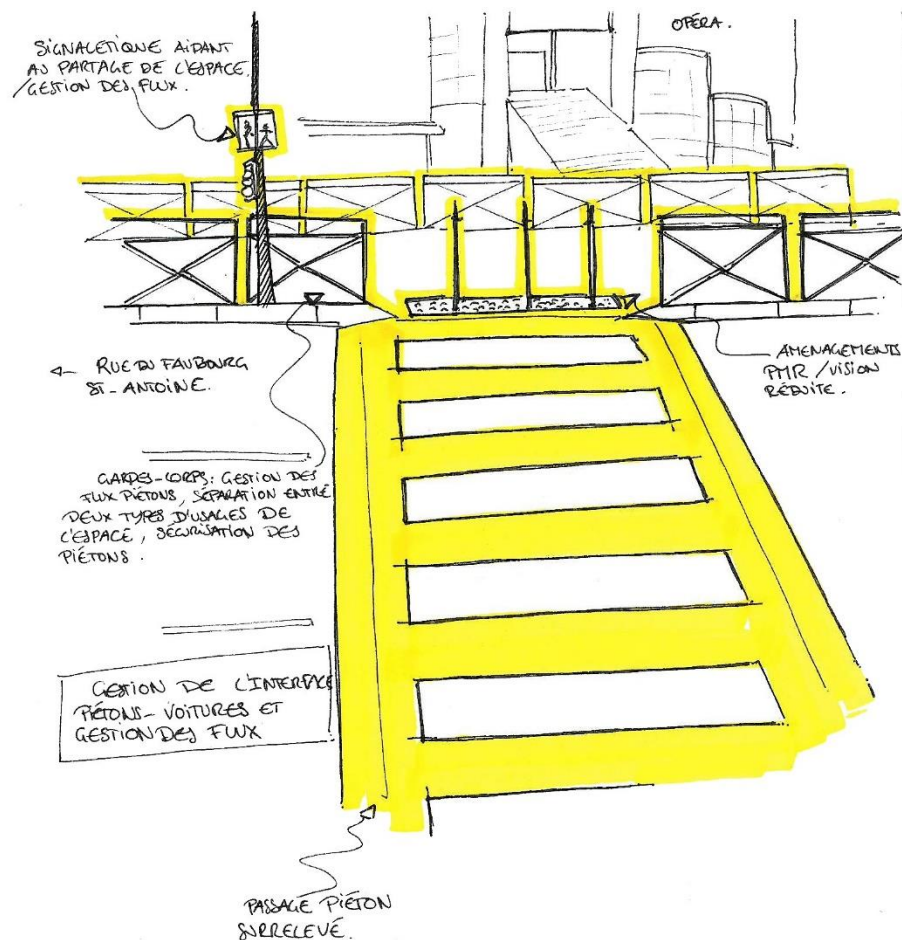 SIGNALETIQUE AIDANT
AU PARTAGE DE L'ESPACE
/GESTION DES FLUX.
OPÉRA.
RUE DU FAUBOURG
ST-ANTOINE.
AMENAGEMENTS
PMR /VISION
RÉDUITE.
GARDES-CORPS: GESTION DES
FLUX PIÉTONS, SÉPARATION ENTRE
DEUX TYPES D'USAGES DE
L'ESPACE, SÉCURISATION DES
PIÉTONS.
GESTION DE L'INTERFACE
PIÉTONS-VOITURES ET
GESTION DES FLUX
PASSAGE PIÉTON
SURRELEVÉ.